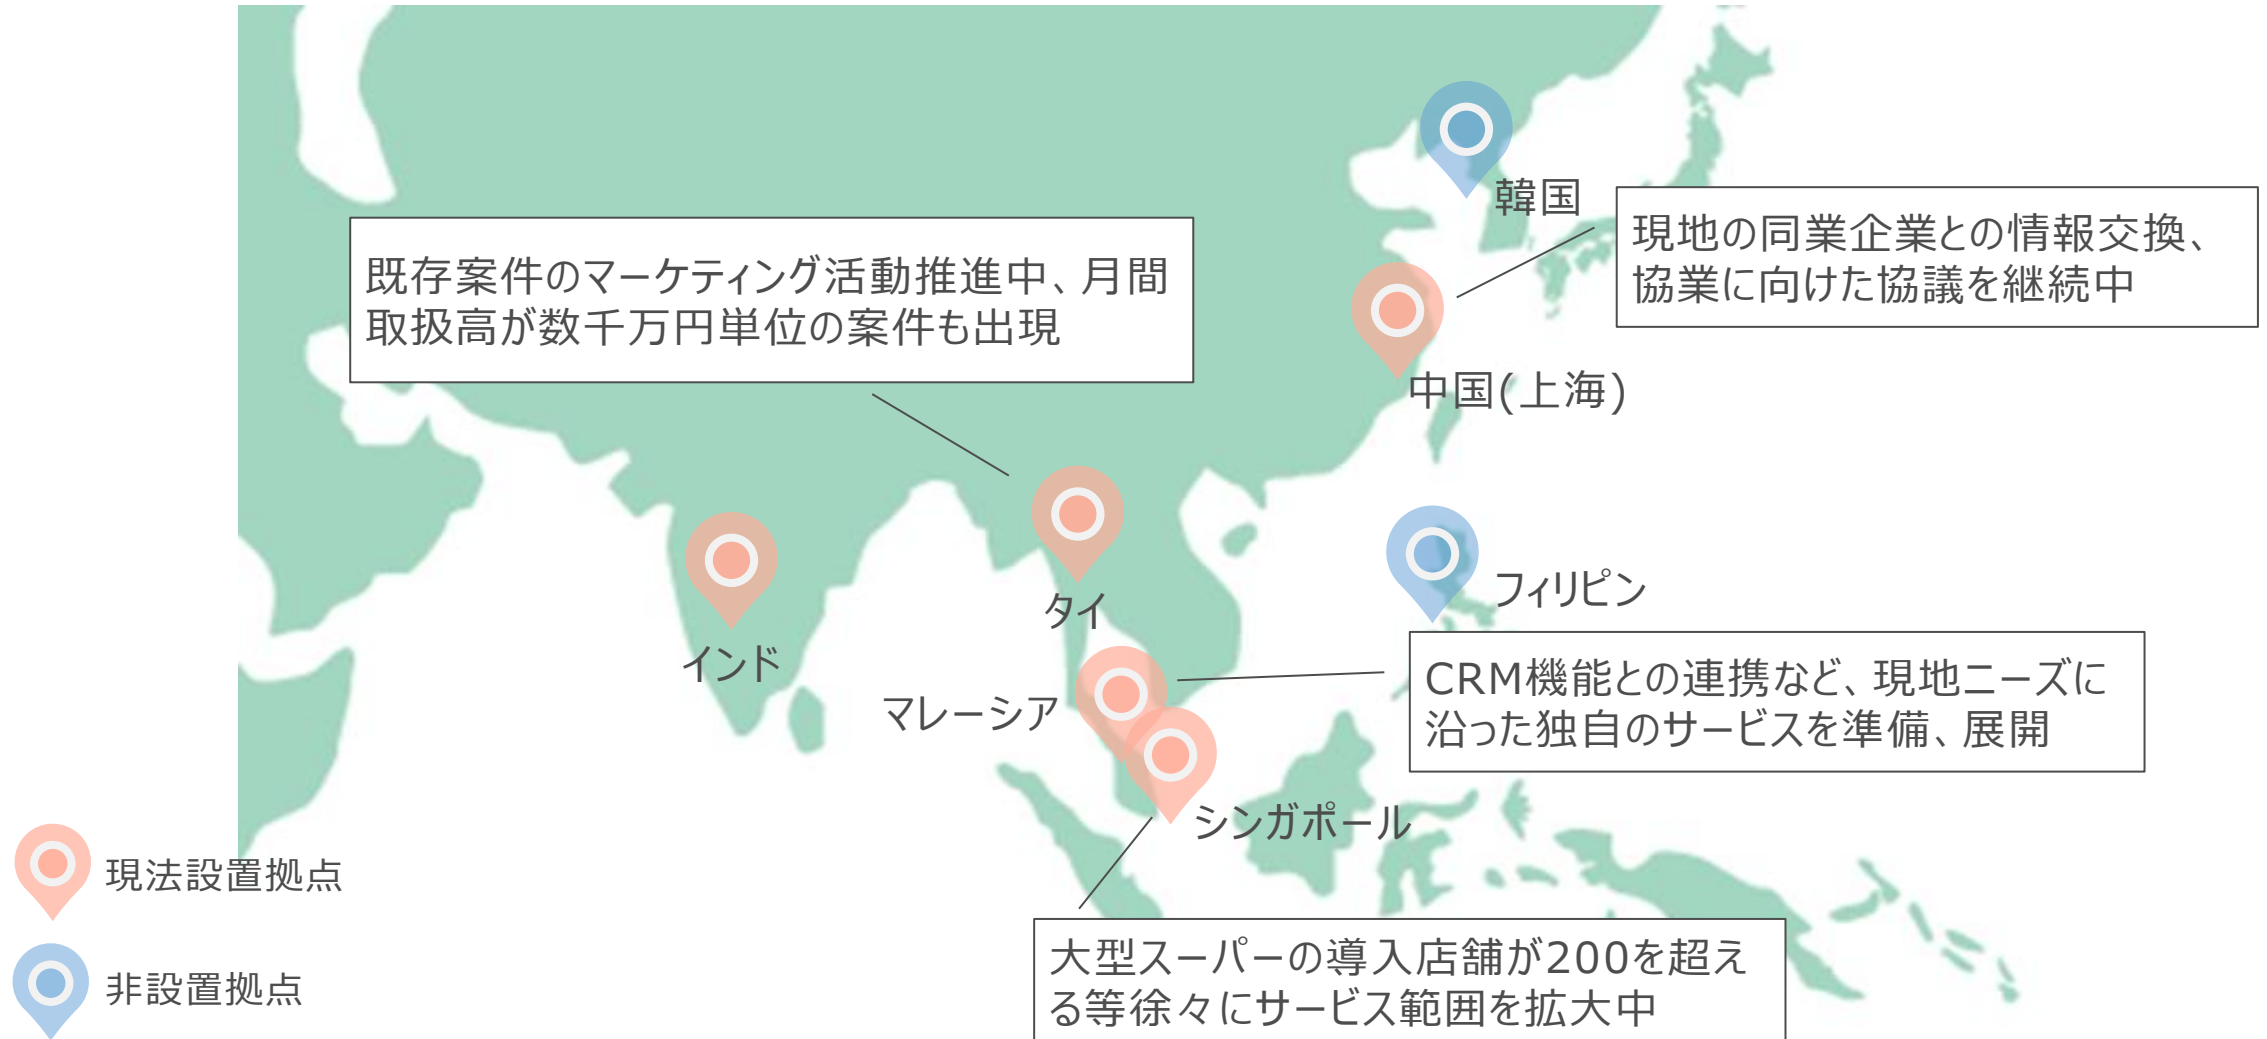 韓国
現地の同業企業との情報交換、
協業に向けた協議を継続中
既存案件のマーケティング活動推進中、月間
取扱高が数千万円単位の案件も出現
中国(上海)
タイ
インド
フィリピン
マレーシア
CRM機能との連携など、現地ニーズに
沿った独自のサービスを準備、展開
シンガポール
現法設置拠点
大型スーパーの導入店舗が200を超え
る等徐々にサービス範囲を拡大中
非設置拠点